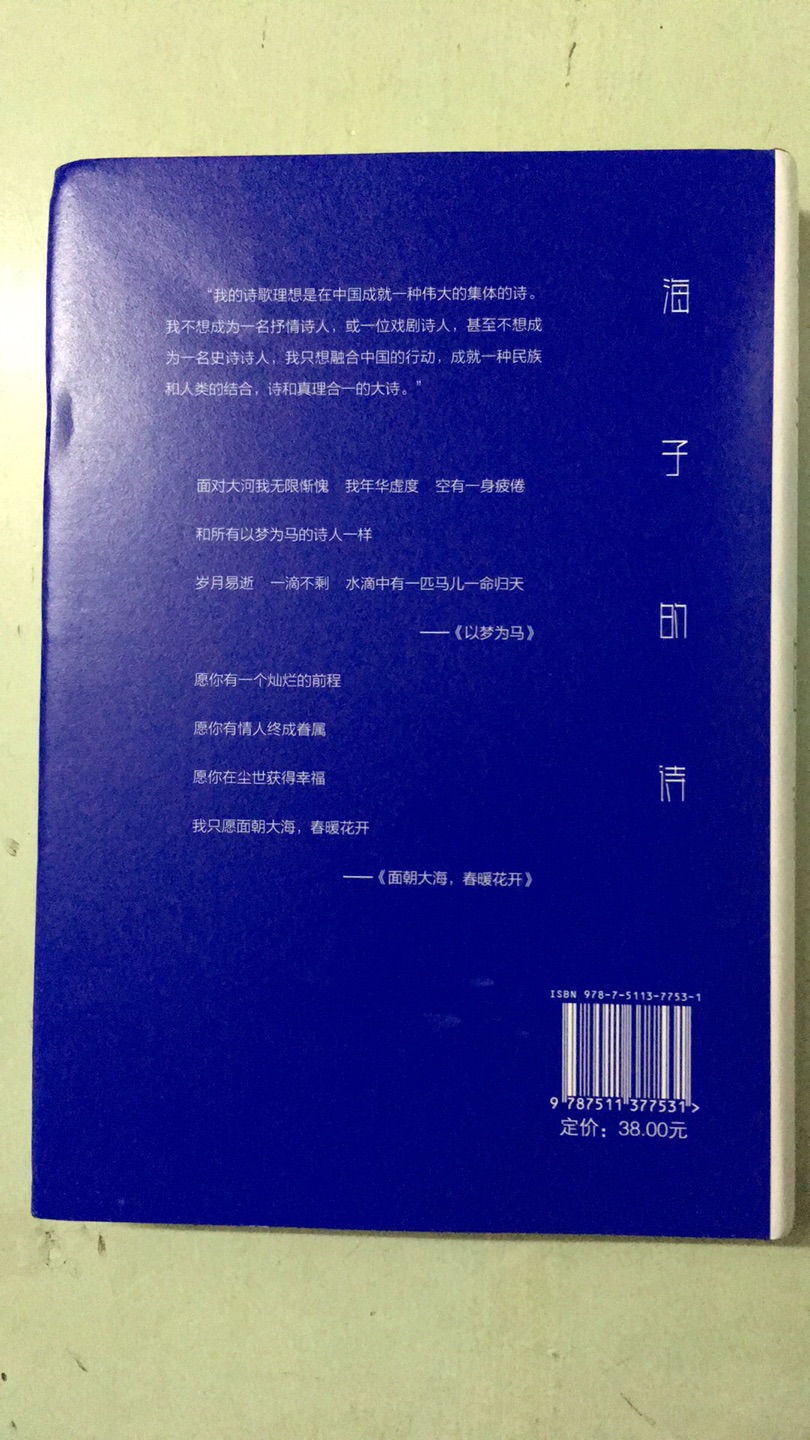 “我的诗歌理想是在中国成就一种伟大的集体的诗。
我不想成为一名抒情诗人，或一位戏剧诗人，甚至不想成
为一名史诗诗人，我只想融合中国的行动，成就一种民族
和人类的结合，诗和真理合一的大诗。”
面对大河我无限惭愧　我年华虚度　空有一身疲倦
和所有以梦为马的诗人一样
岁月易逝　一滴不剩　水滴中有一匹马儿一命归天
——《以梦为马》
愿你有一个灿烂的前程
愿你有情人终成眷属
愿你在尘世获得幸福
我只愿面朝大海，春暖花开
——《面朝大海，春暖花开》
海子的诗
ISBN 978-7-5113-7753-1
9 787511 377531>
定价：38.00元